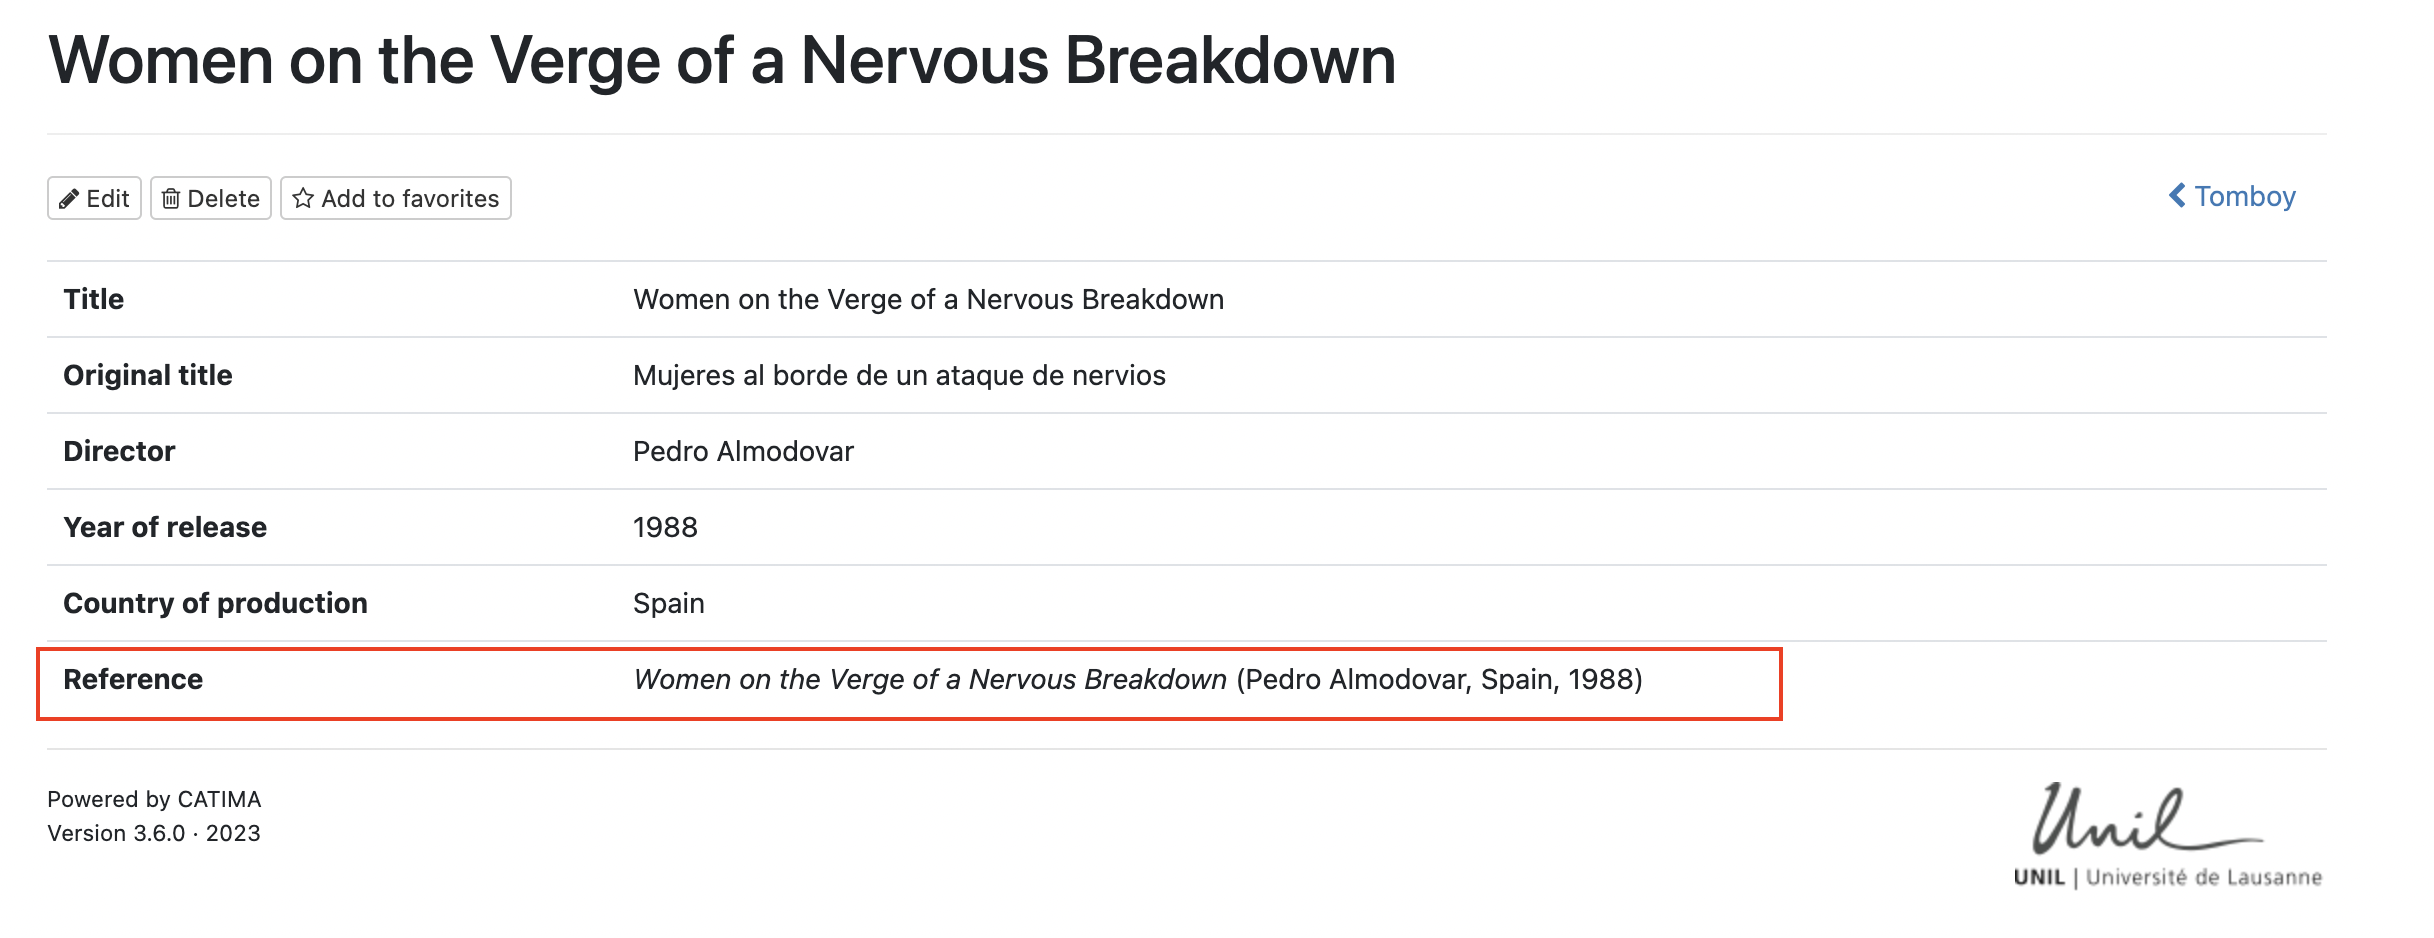 Women on the Verge of a Nervous Breakdown
Edit Delete Add to favorites Tomboy
Title Women on the Verge of a Nervous Breakdown
Original title Mujeres al borde de un ataque de nervios
Director Pedro Almodovar
Year of release 1988
Country of production Spain
Reference Women on the Verge of a Nervous Breakdown (Pedro Almodovar, Spain, 1988)
Powered by CATIMA
Version 3.6.0 · 2023
Unil
UNIL | Université de Lausanne